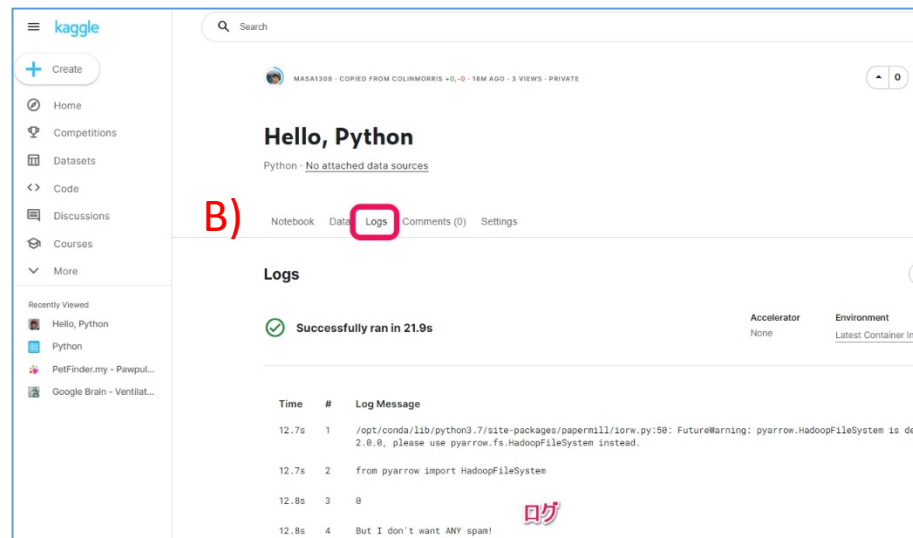 kaggle
Search
Create
MASA1308 · COPIED FROM COLINMORRIS +0,-0 · 18M AGO · 3 VIEWS · PRIVATE
0
Home
Competitions
Hello, Python
Datasets
Python · No attached data sources
Code
Discussions
B)
Notebook Data Logs Comments (0) Settings
Courses
More
Logs
Recently Viewed
Hello, Python
Successfully ran in 21.9s
Accelerator
None
Environment
Latest Container
Python
PetFinder.my - Pawpul...
Google Brain - Ventilat...
Time # Log Message
12.7s 1 /opt/conda/lib/python3.7/site-packages/papermill/iorw.py:50: FutureWarning: pyarrow.HadoopFileSystem is de
2.0.0, please use pyarrow.fs.HadoopFileSystem instead.
12.7s 2 from pyarrow import HadoopFileSystem
12.8s 3 0
ログ
12.8s 4 But I don't want ANY spam!